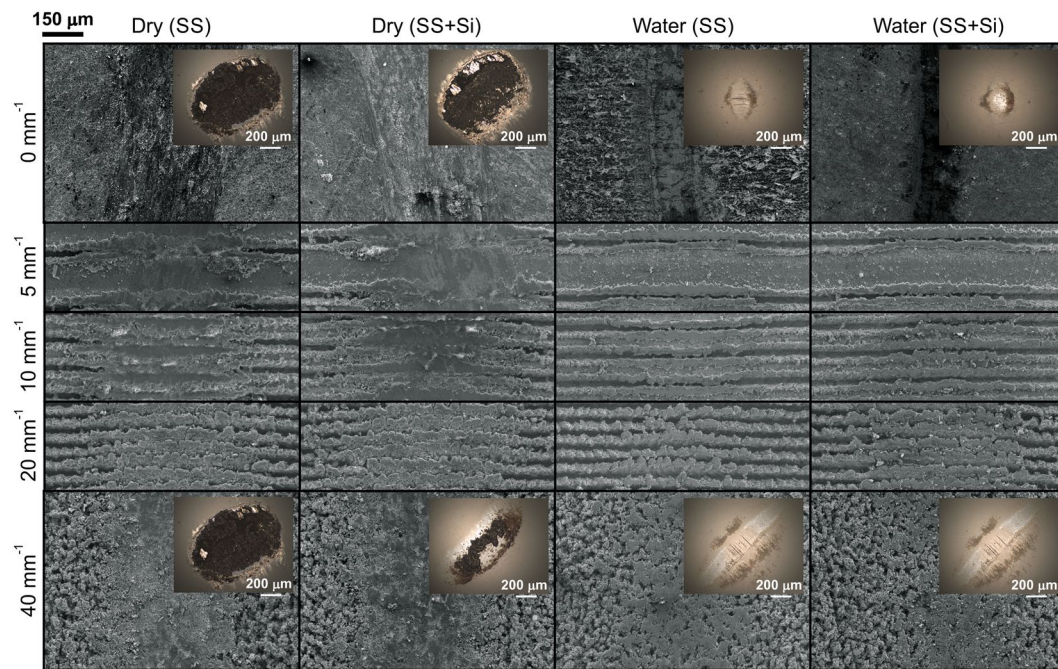 150 µm
Dry (SS) Dry (SS+Si) Water (SS) Water (SS+Si)
0 mm⁻¹
200 µm 200 µm 200 µm 200 µm
5 mm⁻¹
10 mm⁻¹
20 mm⁻¹
40 mm⁻¹
200 µm 200 µm 200 µm 200 µm